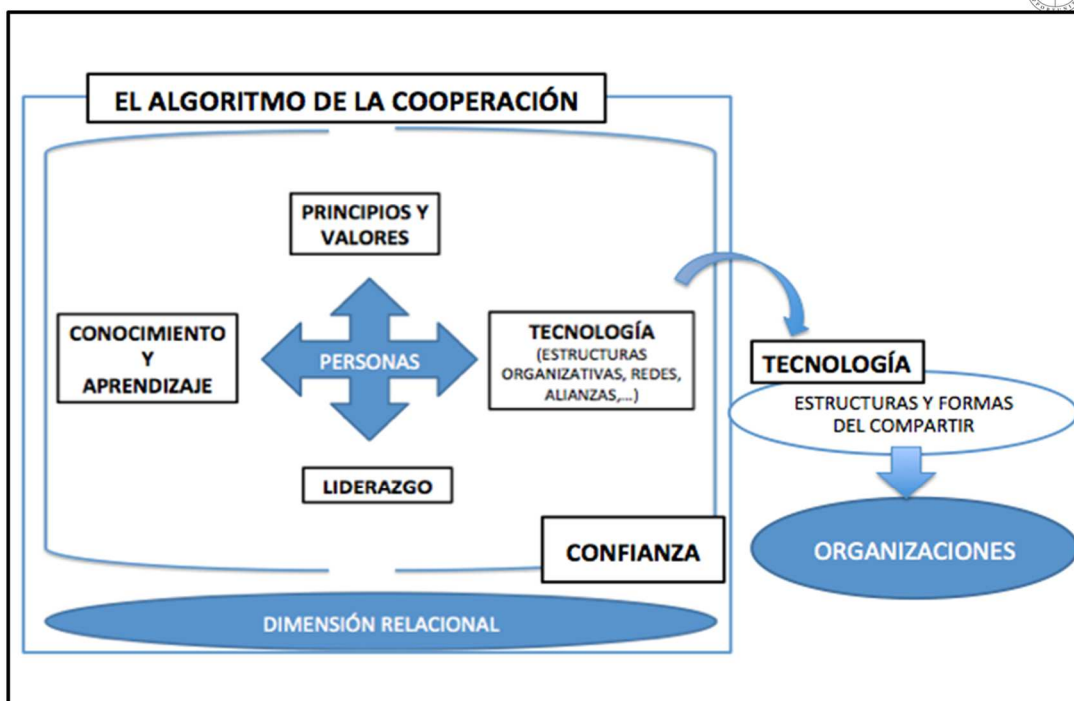 EL ALGORITMO DE LA COOPERACIÓN
PRINCIPIOS Y
VALORES
CONOCIMIENTO
Y
APRENDIZAJE
PERSONAS
TECNOLOGÍA
(ESTRUCTURAS
ORGANIZATIVAS, REDES,
ALIANZAS,...)
LIDERAZGO
CONFIANZA
DIMENSIÓN RELACIONAL
TECNOLOGÍA
ESTRUCTURAS Y FORMAS
DEL COMPARTIR
ORGANIZACIONES